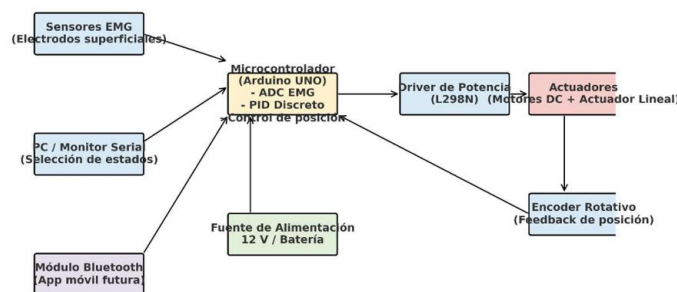 Sensores EMG
(Electrodos superficiales)
Microcontrolador
(Arduino UNO)
- ADC EMG
- PID Discreto
Control de posición
Driver de Potencia
(L298N)
Actuadores
(Motores DC + Actuador Lineal)
PC / Monitor Serial
(Selección de estados)
Encoder Rotativo
(Feedback de posición)
Fuente de Alimentación
12 V / Batería
Módulo Bluetooth
(App móvil futura)